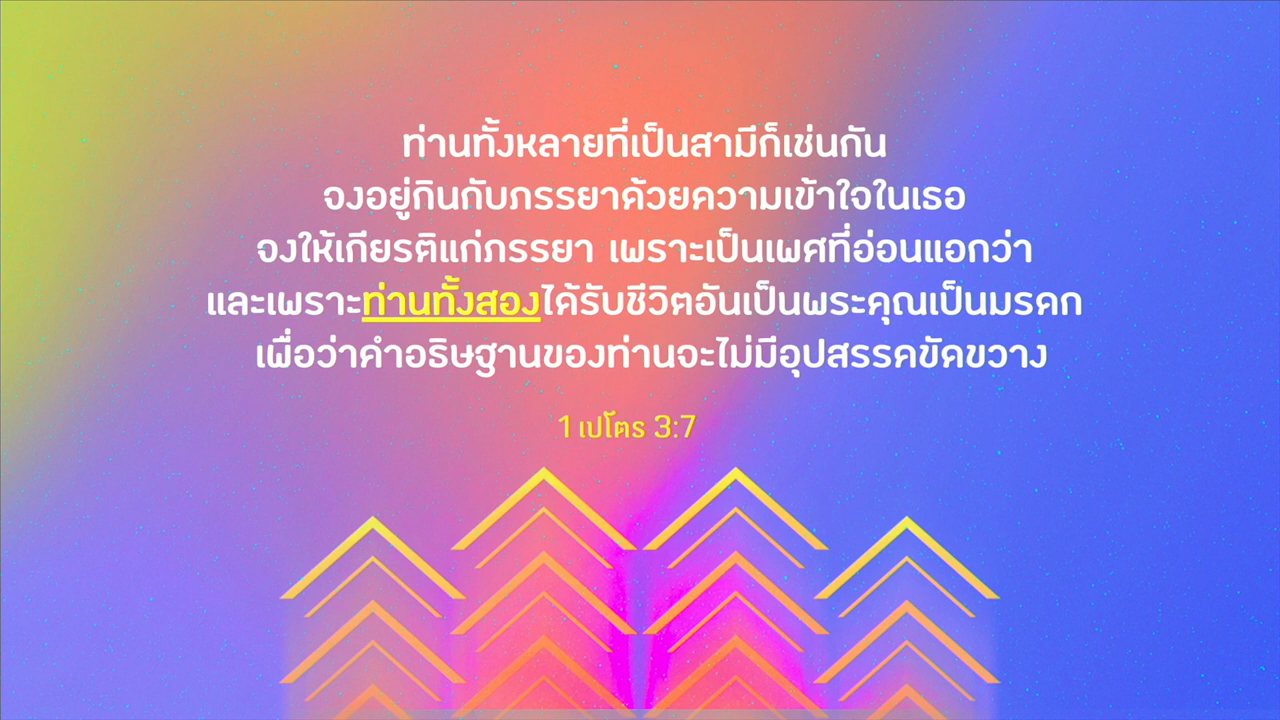 ท่านทั้งหลายที่เป็นสามีก็เช่นกัน
จงอยู่กินกับภรรยาด้วยความเข้าใจในเธอ
จงให้เกียรติแก่ภรรยา เพราะเป็นเพศที่อ่อนแอกว่า
และเพราะท่านทั้งสองได้รับชีวิตอันเป็นพระคุณเป็นมรดก
เพื่อว่าคำอธิษฐานของท่านจะไม่มีอุปสรรคขัดขวาง
1 เปโตร 3:7